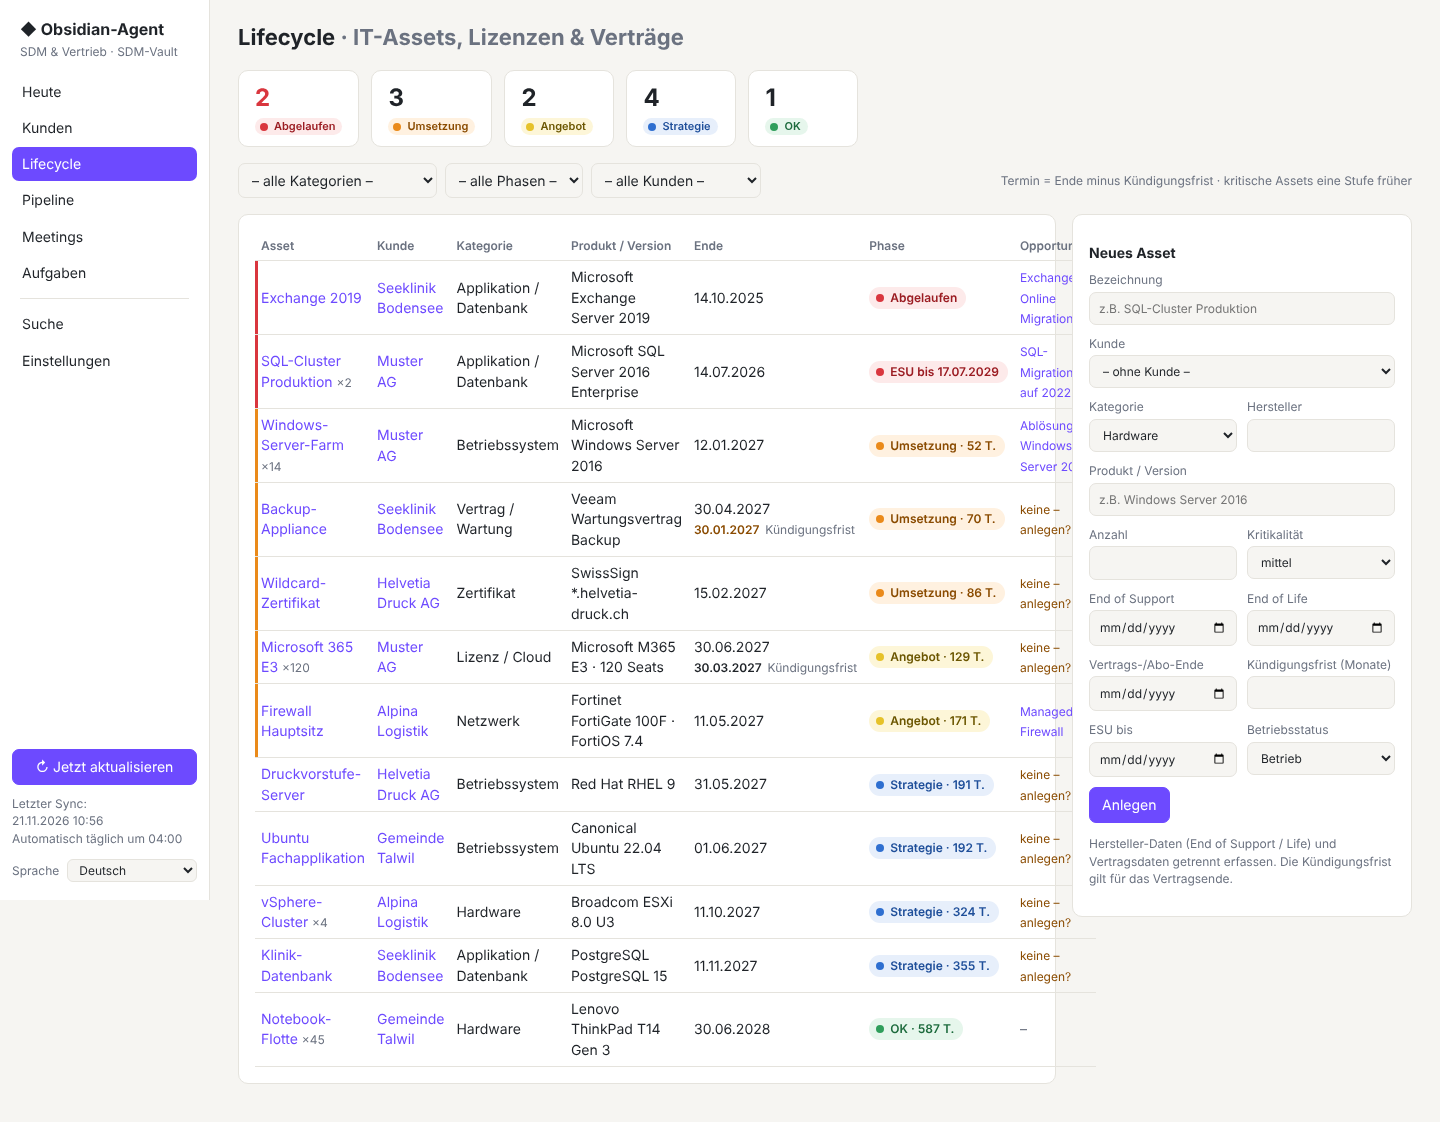 ◆ Obsidian-Agent
SDM & Vertrieb · SDM-Vault
Heute
Kunden
Lifecycle
Pipeline
Meetings
Aufgaben
Suche
Einstellungen
↻ Jetzt aktualisieren
Letzter Sync:
21.11.2026 10:56
Automatisch täglich um 04:00
Sprache Deutsch
Lifecycle · IT-Assets, Lizenzen & Verträge
2
Abgelaufen
3
Umsetzung
2
Angebot
4
Strategie
1
OK
– alle Kategorien – – alle Phasen – – alle Kunden –
Termin = Ende minus Kündigungsfrist · kritische Assets eine Stufe früher
Asset Kunde Kategorie Produkt / Version Ende Phase
Exchange 2019
Seeklinik
Bodensee
Applikation /
Datenbank
Microsoft
Exchange
Server 2019
14.10.2025
Abgelaufen
Exchange
Online
Migration
SQL-Cluster
Produktion ×2
Muster
AG
Applikation /
Datenbank
Microsoft SQL
Server 2016
Enterprise
14.07.2026
ESU bis 17.07.2029
SQL-
Migration
auf 2022
Windows-
Server-Farm
×14
Muster
AG
Betriebssystem
Microsoft
Windows Server
2016
12.01.2027
Umsetzung · 52 T.
Ablösung
Windows
Server
Backup-
Appliance
Seeklinik
Bodensee
Vertrag /
Wartung
Veeam
Wartungsvertrag
Backup
30.04.2027
30.01.2027 Kündigungsfrist
Umsetzung · 70 T.
keine –
anlegen?
Wildcard-
Zertifikat
Helvetia
Druck AG
Zertifikat
SwissSign
*.helvetia-
druck.ch
15.02.2027
Umsetzung · 86 T.
keine –
anlegen?
Microsoft 365
E3 ×120
Muster
AG
Lizenz / Cloud
Microsoft M365
E3 · 120 Seats
30.06.2027
30.03.2027 Kündigungsfrist
Angebot · 129 T.
keine –
anlegen?
Firewall
Hauptsitz
Alpina
Logistik
Netzwerk
Fortinet
FortiGate 100F ·
FortiOS 7.4
11.05.2027
Angebot · 171 T.
Managed
Firewall
Druckvorstufe-
Server
Helvetia
Druck AG
Betriebssystem
Red Hat RHEL 9
31.05.2027
Strategie · 191 T.
keine –
anlegen?
Ubuntu
Fachapplikation
Gemeinde
Talwil
Betriebssystem
Canonical
Ubuntu 22.04
LTS
01.06.2027
Strategie · 192 T.
keine –
anlegen?
vSphere-
Cluster ×4
Alpina
Logistik
Hardware
Broadcom ESXi
8.0 U3
11.10.2027
Strategie · 324 T.
keine –
anlegen?
Klinik-
Datenbank
Seeklinik
Bodensee
Applikation /
Datenbank
PostgreSQL
PostgreSQL 15
11.11.2027
Strategie · 355 T.
keine –
anlegen?
Notebook-
Flotte ×45
Gemeinde
Talwil
Hardware
Lenovo
ThinkPad T14
Gen 3
30.06.2028
OK · 587 T.
–
Neues Asset
Bezeichnung
z.B. SQL-Cluster Produktion
Kunde
– ohne Kunde –
Kategorie Hersteller
Hardware
Produkt / Version
z.B. Windows Server 2016
Anzahl Kritikalität
mittel
End of Support End of Life
mm/dd/yyyy mm/dd/yyyy
Vertrags-/Abo-Ende Kündigungsfrist (Monate)
mm/dd/yyyy
ESU bis Betriebsstatus
mm/dd/yyyy Betrieb
Anlegen
Hersteller-Daten (End of Support / Life) und
Vertragsdaten getrennt erfassen. Die Kündigungsfrist
gilt für das Vertragsende.